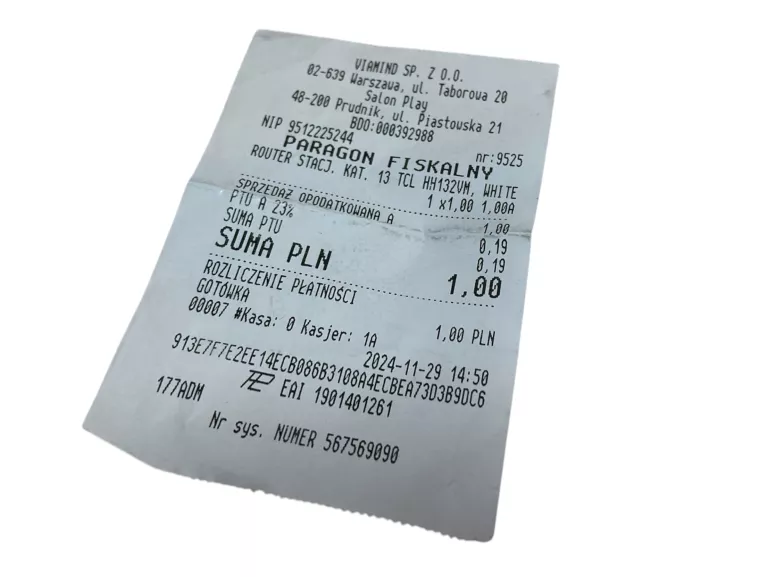 VIAMIND SP. Z O.O.
02-639 Warszawa, ul. Taborowa 20
Salon Play
48-200 Prudnik, ul. Piastowska 21
BDO:000392988
NIP 9512225244
nr:9525
PARAGON FISKALNY
ROUTER STACJ. KAT. 13 TCL HH132VM, WHITE
1 x1,00 1,00A
SPRZEDAŻ OPODATKOWANA A 1,00
PTU A 23% 0,19
SUMA PTU 0,19
SUMA PLN 1,00
ROZLICZENIE PŁATNOŚCI
GOTÓWKA 1,00 PLN
00007 #Kasa: 0 Kasjer: 1A 2024-11-29 14:50
913E7F7E2EE14ECB086B3108A4ECBEA73D3B9DC6
EAI 1901401261
177ADM
Nr sys. NUMER 567569090